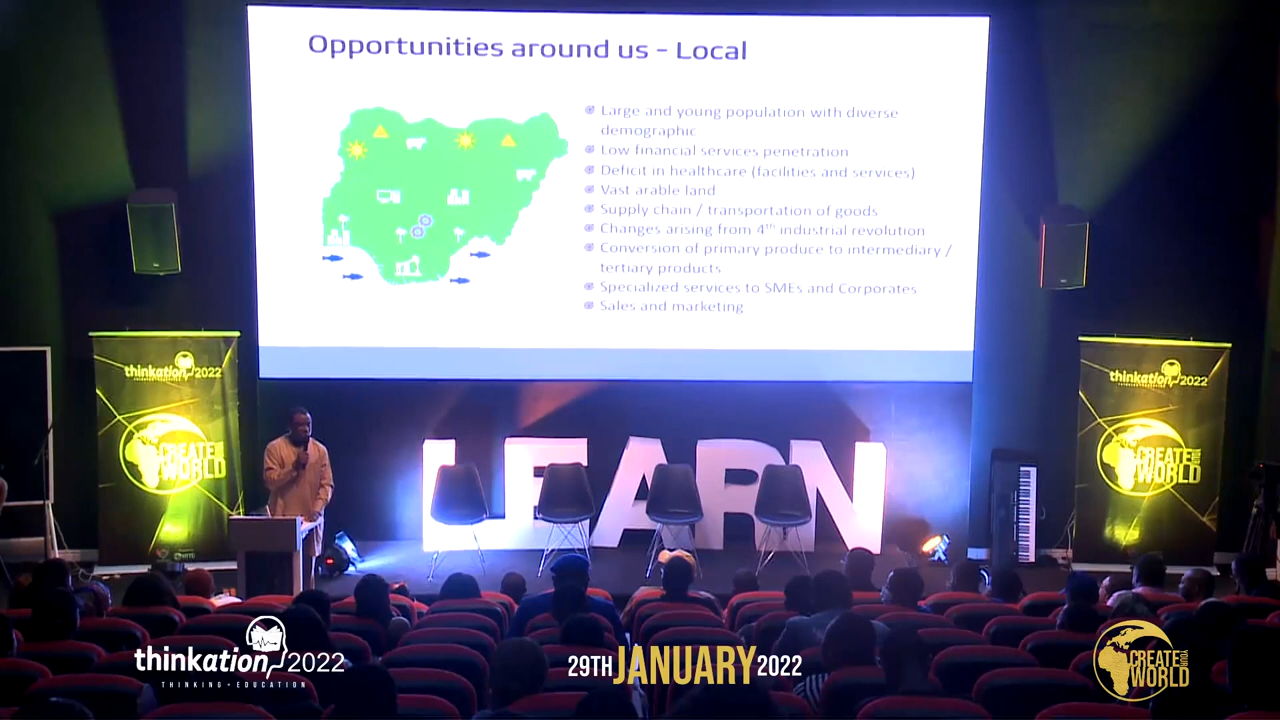 Opportunities around us - Local
Large and young population with diverse
demographic
Low financial services penetration
Deficit in healthcare (facilities and services)
Vast arable land
Supply chain / transportation of goods
Changes arising from 4th industrial revolution
Conversion of primary produce to intermediary /
tertiary products
Specialized services to SMEs and Corporates
Sales and marketing
thinkation 2022
CREATE YOUR
WORLD
LEARN
thinkation 2022
CREATE YOUR
WORLD
thinkation 2022
THINKING + EDUCATION
29TH JANUARY 2022
CREATE YOUR
WORLD